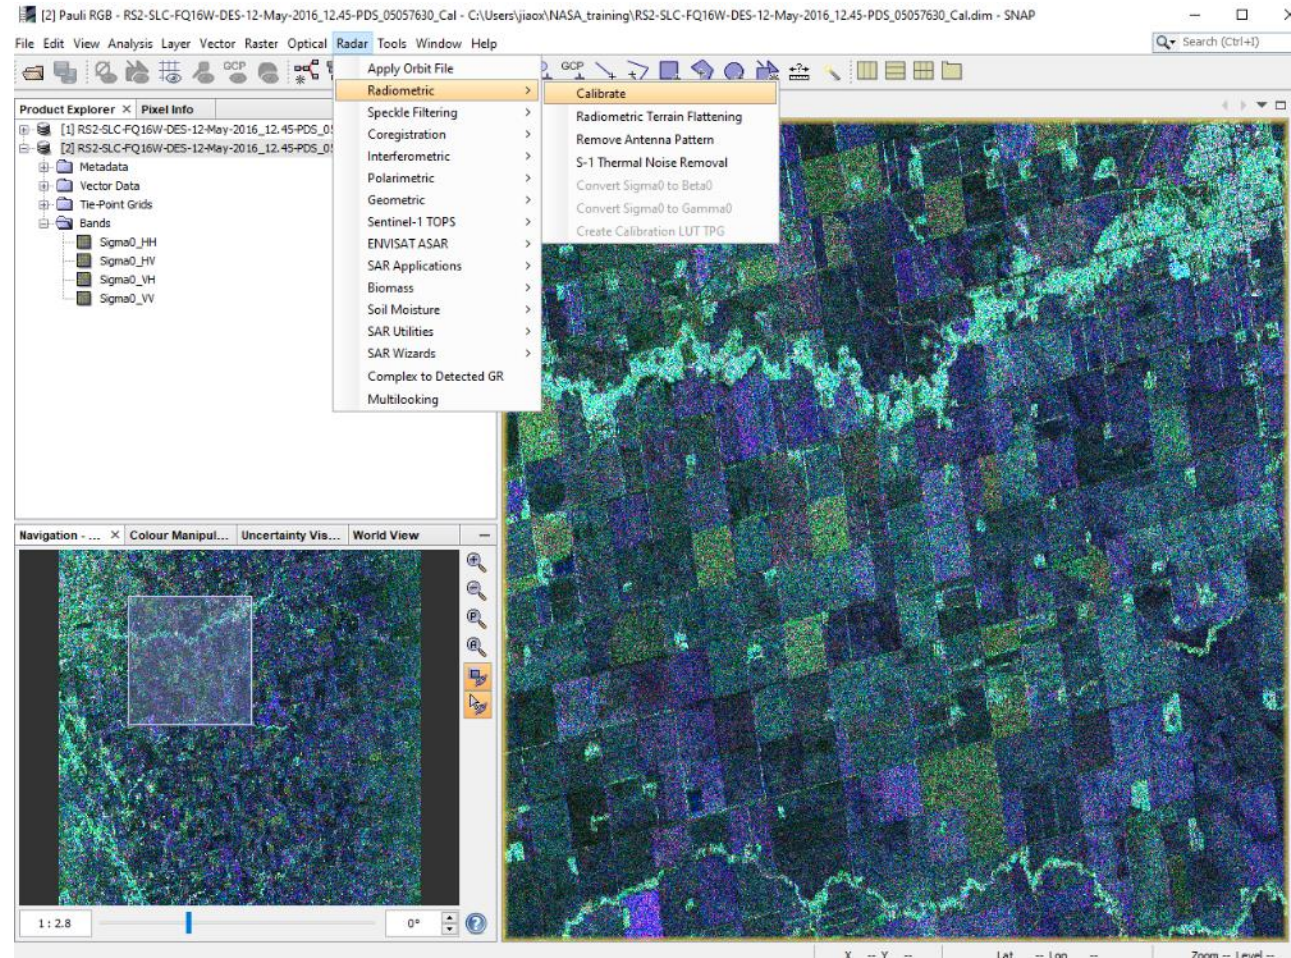 [2] Pauli RGB - RS2-SLC-FQ16W-DES-12-May-2016_12.45-PDS_05057630_Cal - C:\Users\jiaox\NASA_training\RS2-SLC-FQ16W-DES-12-May-2016_12.45-PDS_05057630_Cal.dim - SNAP
File Edit View Analysis Layer Vector Raster Optical Radar Tools Window Help
Search (Ctrl+I)
GCP
GCP
Product Explorer × Pixel Info
[1] RS2-SLC-FQ16W-DES-12-May-2016_12.45-PDS_05
[2] RS2-SLC-FQ16W-DES-12-May-2016_12.45-PDS_05
Metadata
Vector Data
Tie-Point Grids
Bands
Sigma0_HH
Sigma0_HV
Sigma0_VH
Sigma0_VV
Apply Orbit File
Radiometric
Speckle Filtering
Coregistration
Interferometric
Polarimetric
Geometric
Sentinel-1 TOPS
ENVISAT ASAR
SAR Applications
Biomass
Soil Moisture
SAR Utilities
SAR Wizards
Complex to Detected GR
Multilooking
Calibrate
Radiometric Terrain Flattening
Remove Antenna Pattern
S-1 Thermal Noise Removal
Convert Sigma0 to Beta0
Convert Sigma0 to Gamma0
Create Calibration LUT TPG
Navigation - ... × Colour Manipul... Uncertainty Vis... World View
1 : 2.8 0°
X -- Y -- Lat -- Lon -- Zoom -- Level --